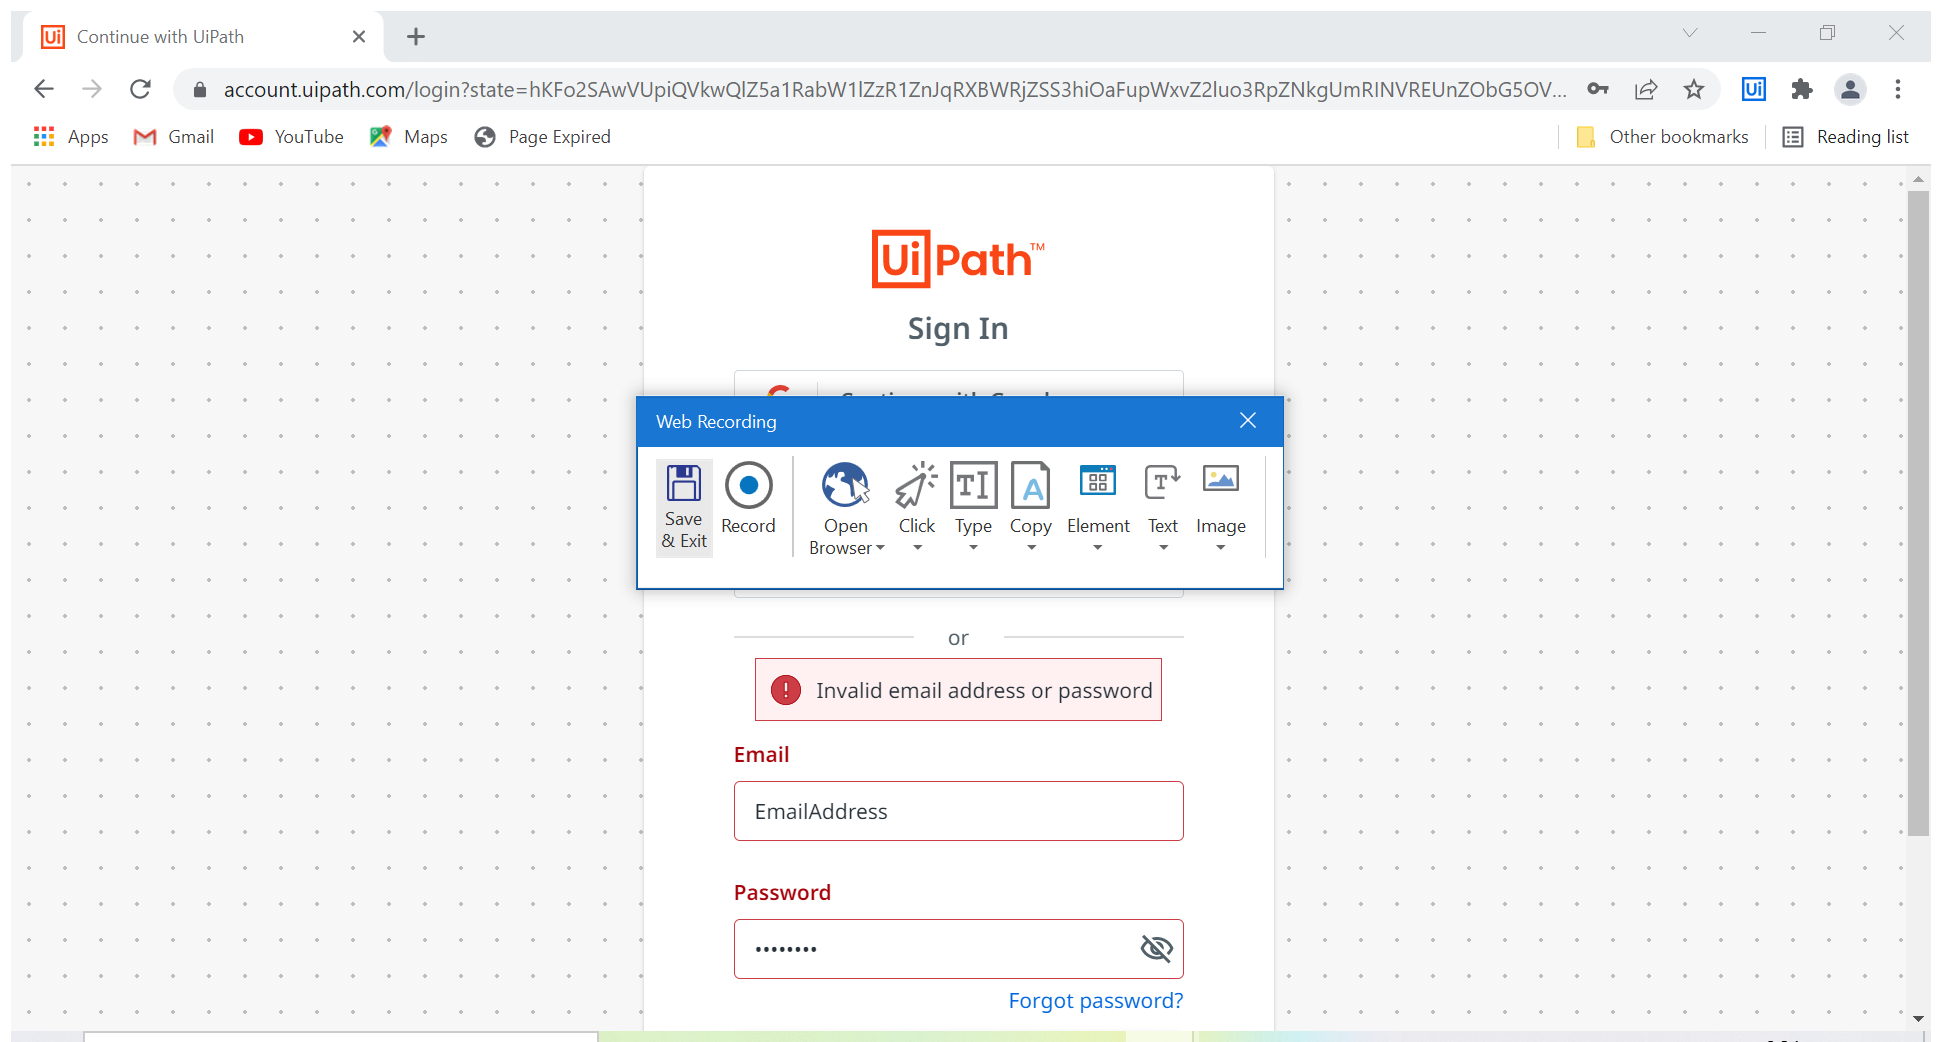 Ui Continue with UiPath
account.uipath.com/login?state=
Ui
Apps Gmail YouTube Maps Page Expired Other bookmarks Reading list
UiPath™
Sign In
Web Recording
Save & Exit
Record
Open Browser
Click
Type
Copy
Element
Text
Image
or
Invalid email address or password
Email
EmailAddress
Password
Forgot password?